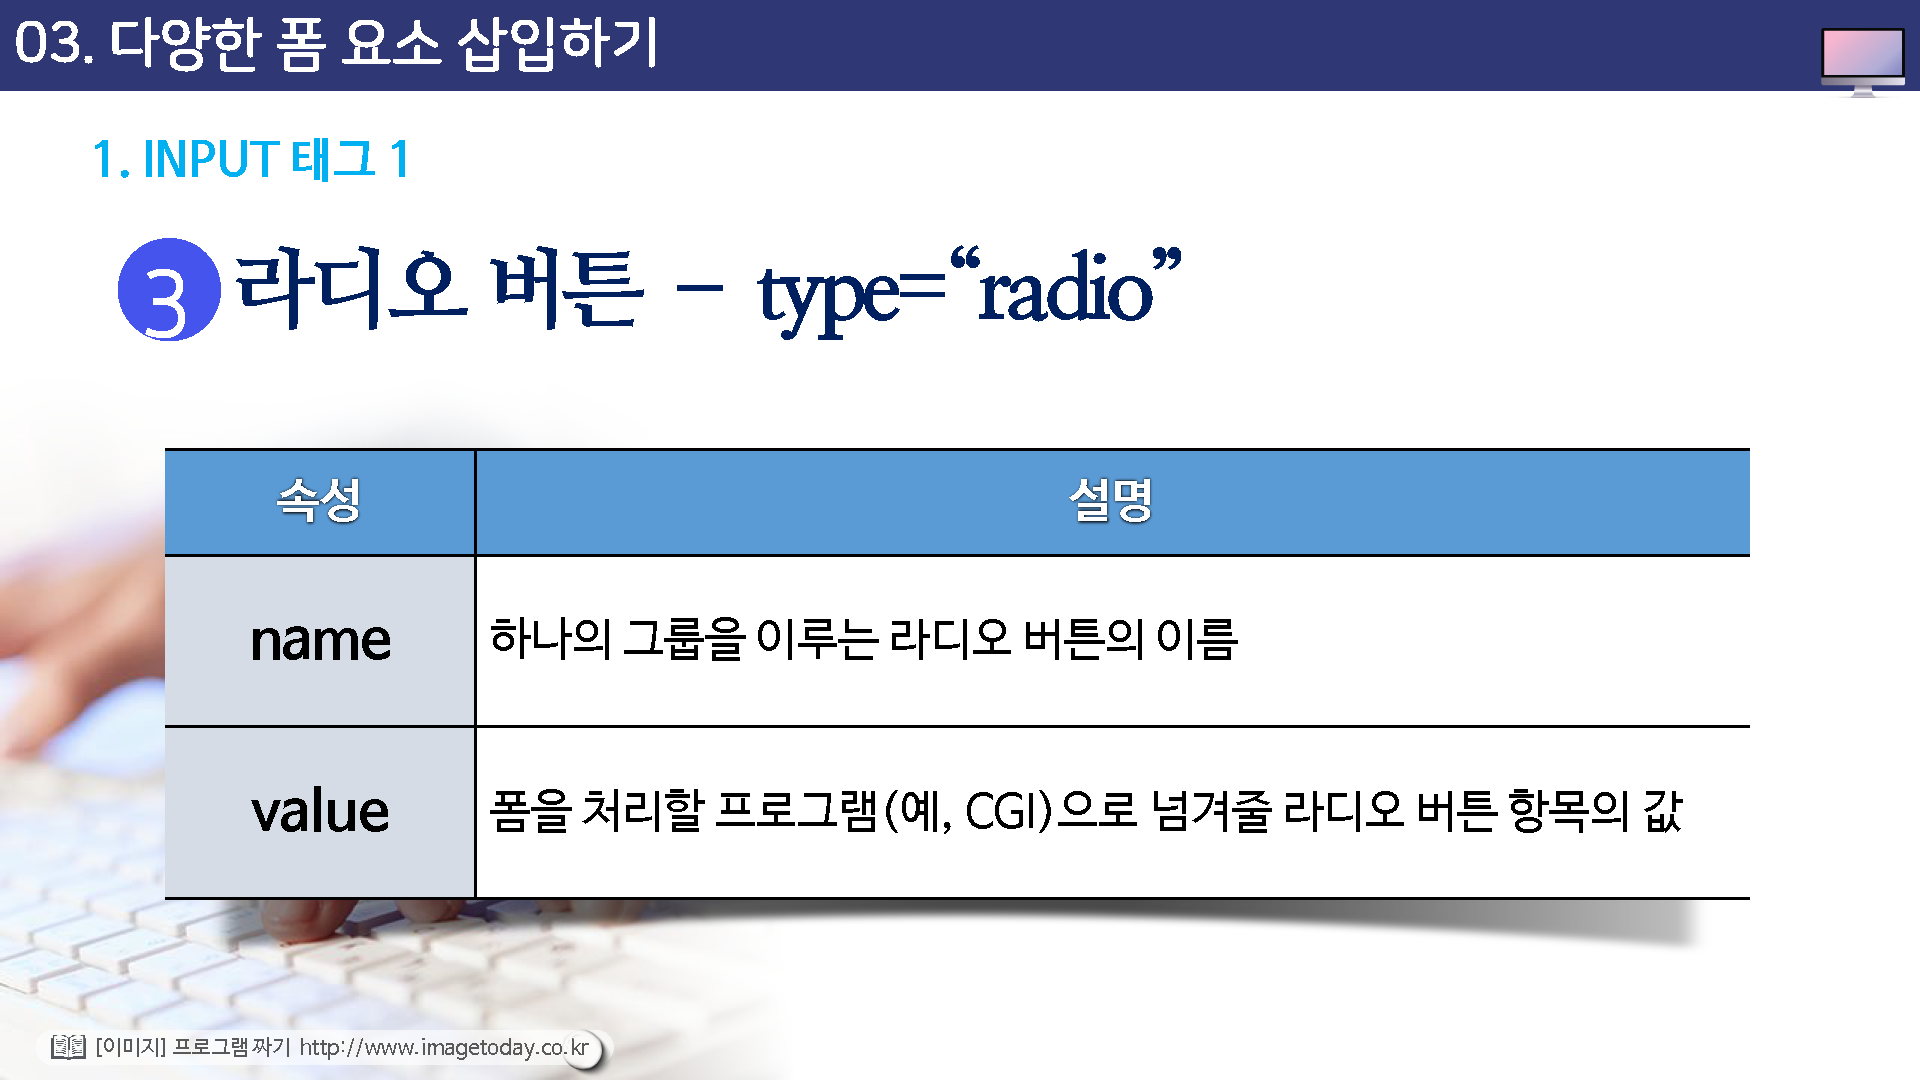 03. 다양한 폼 요소 삽입하기
1. INPUT 태그 1
3 라디오 버튼 - type=“radio”
속성 설명
name 하나의 그룹을 이루는 라디오 버튼의 이름
value 폼을 처리할 프로그램(예, CGI)으로 넘겨줄 라디오 버튼 항목의 값
[이미지] 프로그램 짜기 http://www.imagetoday.co.kr